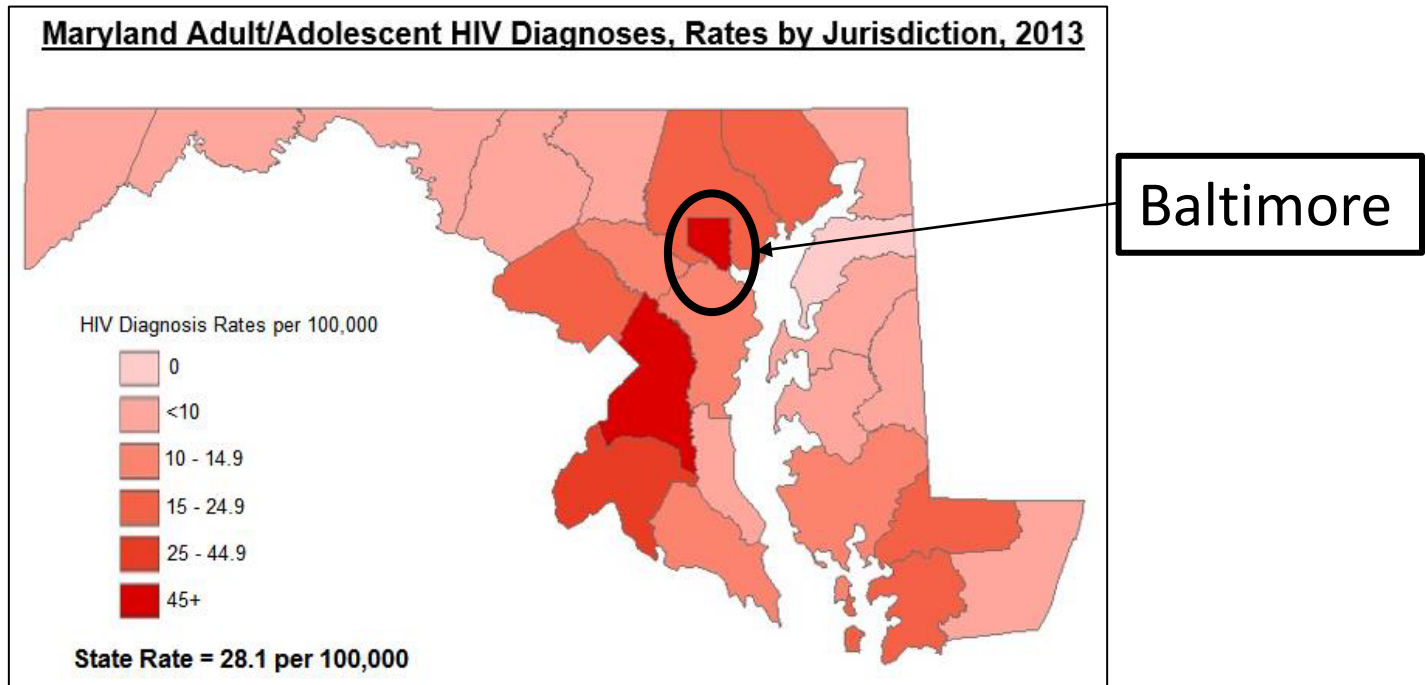 Maryland Adult/Adolescent HIV Diagnoses, Rates by Jurisdiction, 2013
Baltimore
HIV Diagnosis Rates per 100,000
0
<10
10 - 14.9
15 - 24.9
25 - 44.9
45+
State Rate = 28.1 per 100,000